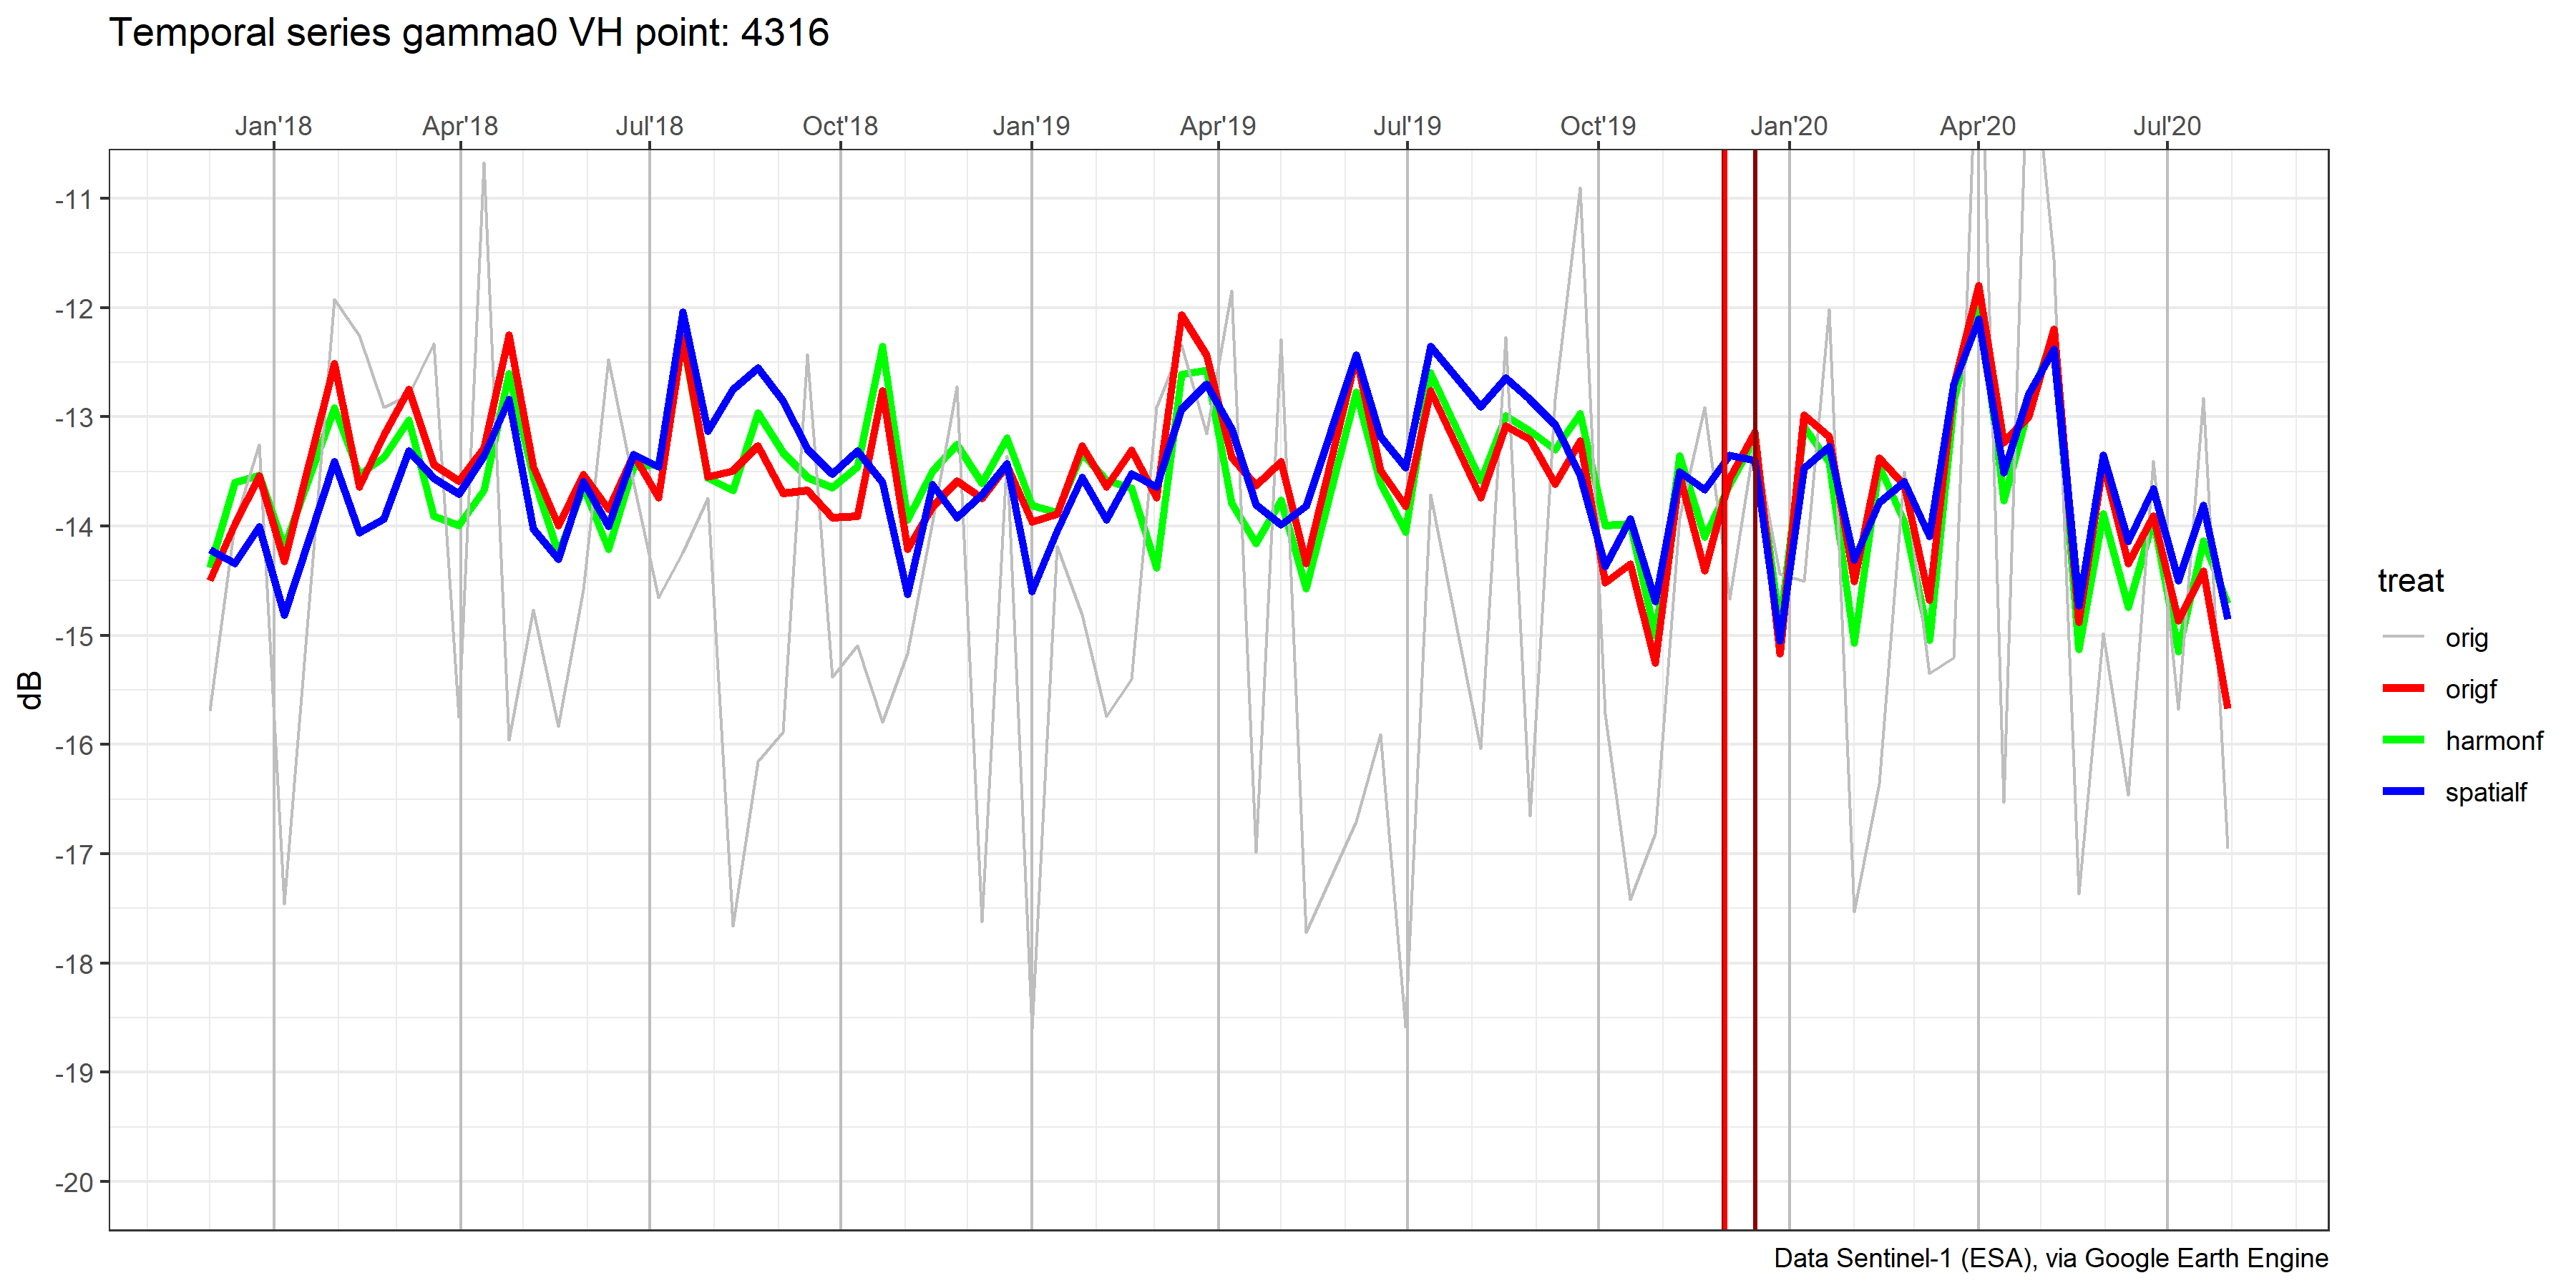 Temporal series gamma0 VH point: 4316
Jan'18 Apr'18 Jul'18 Oct'18 Jan'19 Apr'19 Jul'19 Oct'19 Jan'20 Apr'20 Jul'20
-11
-12
-13
-14
-15
-16
-17
-18
-19
-20
dB
treat
orig
origf
harmonf
spatialf
Data Sentinel-1 (ESA), via Google Earth Engine